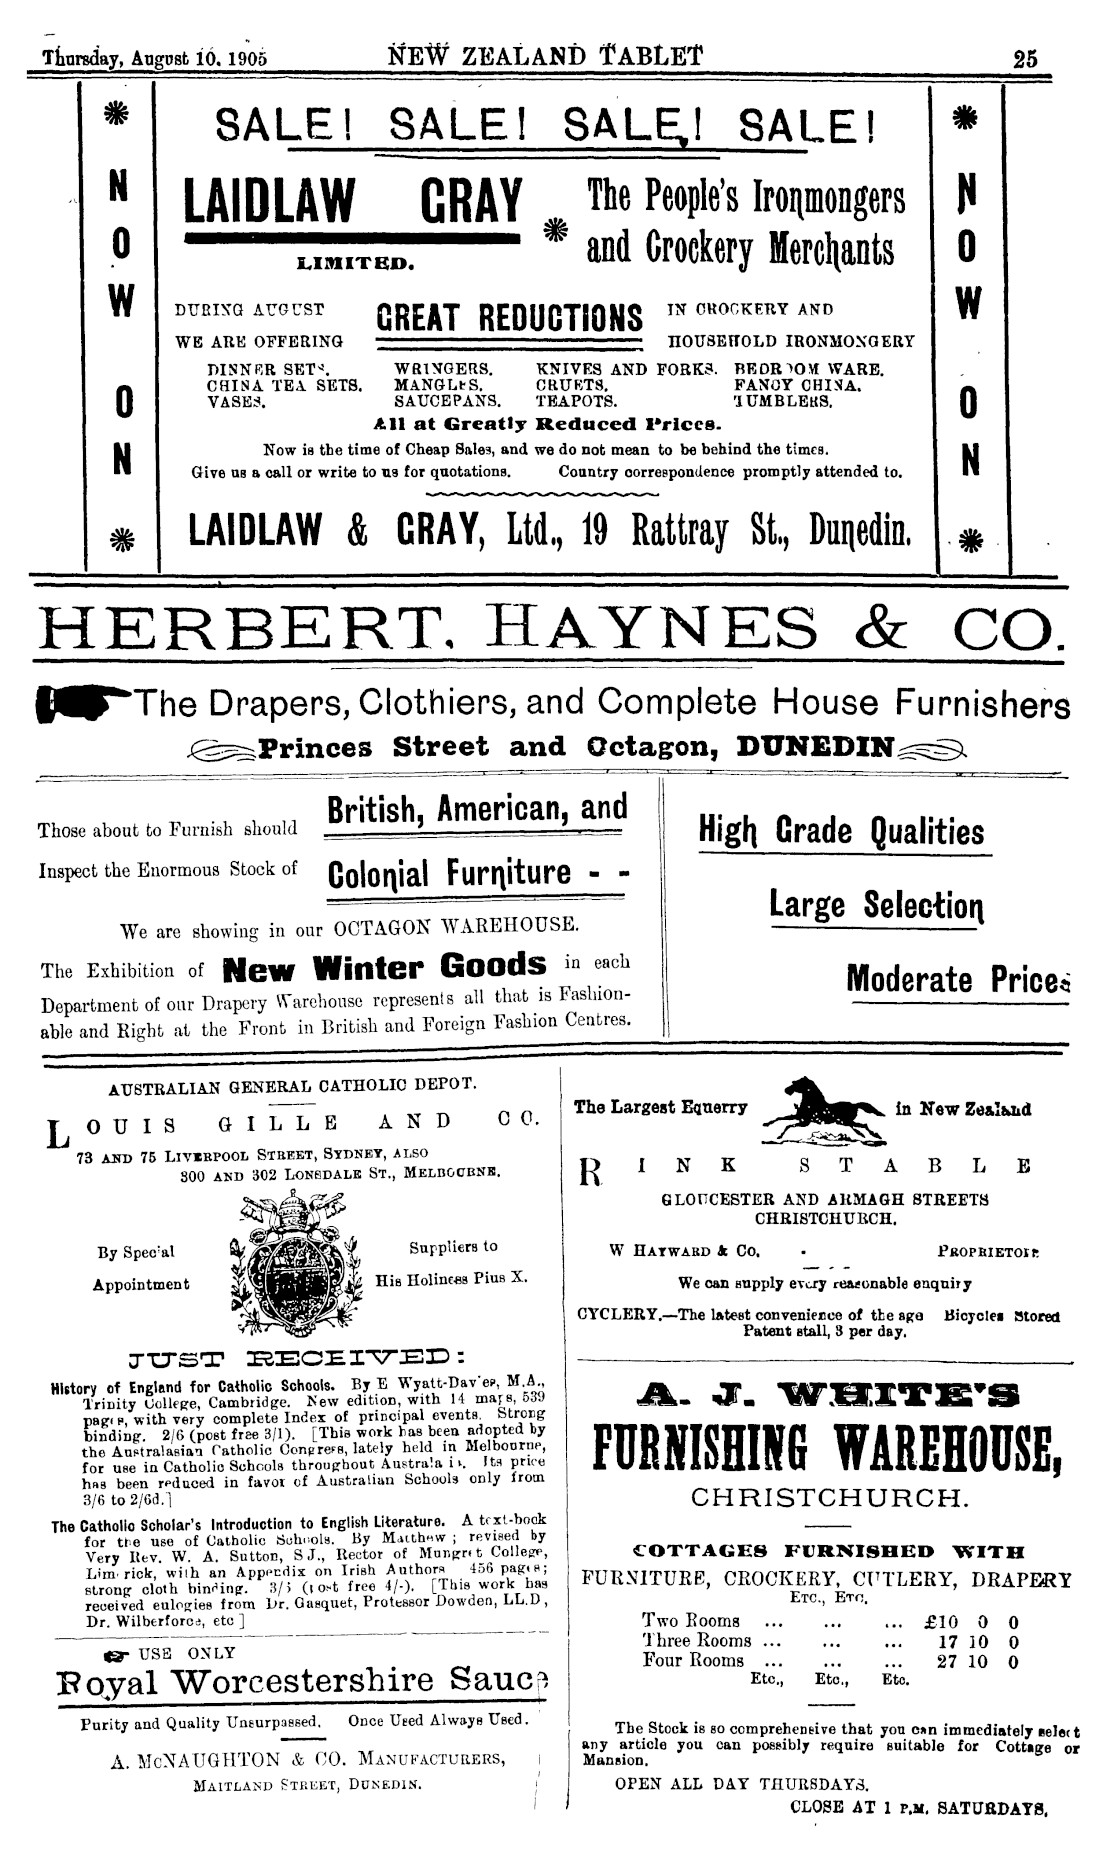 Thursday, August 10, 1905 NEW ZEALAND TABLET 25
NOW ON
SALE! SALE! SALE! SALE!
LAIDLAW GRAY
LIMITED.
The People's Ironmongers
and Crockery Merchants
DURING AUGUST
WE ARE OFFERING
GREAT REDUCTIONS
IN CROCKERY AND
HOUSEHOLD IRONMONGERY
DINNER SETS. WRINGERS. KNIVES AND FORKS. BEDROOM WARE.
CHINA TEA SETS. MANGLES. CRUETS. FANCY CHINA.
VASES. SAUCEPANS. TEAPOTS. TUMBLERS.
All at Greatly Reduced Prices.
Now is the time of Cheap Sales, and we do not mean to be behind the times.
Give us a call or write to us for quotations. Country correspondence promptly attended to.
LAIDLAW & GRAY, Ltd., 19 Rattray St., Dunedin.
NOW ON
HERBERT, HAYNES & CO.
The Drapers, Clothiers, and Complete House Furnishers
Princes Street and Octagon, DUNEDIN
Those about to Furnish should
Inspect the Enormous Stock of
British, American, and
Colonial Furniture - -
We are showing in our OCTAGON WAREHOUSE.
The Exhibition of New Winter Goods in each
Department of our Drapery Warehouse represents all that is Fashion-
able and Right at the Front in British and Foreign Fashion Centres.
High Grade Qualities
Large Selection
Moderate Prices
AUSTRALIAN GENERAL CATHOLIC DEPOT.
LOUIS GILLE AND CO.
73 AND 75 LIVERPOOL STREET, SYDNEY, ALSO
300 AND 302 LONSDALE ST., MELBOURNE.
By Special
Appointment
Suppliers to
His Holiness Pius X.
JUST RECEIVED:
History of England for Catholic Schools. By E Wyatt-Davies, M.A.,
Trinity College, Cambridge. New edition, with 14 maps, 539
pages, with very complete Index of principal events. Strong
binding. 2/6 (post free 3/1). [This work has been adopted by
the Australasian Catholic Congress, lately held in Melbourne,
for use in Catholic Schools throughout Australia. Its price
has been reduced in favor of Australian Schools only from
3/6 to 2/6d.]
The Catholic Scholar's Introduction to English Literature. A text-book
for the use of Catholic Schools. By Matthew; revised by
Very Rev. W. A. Sutton, S J., Rector of Mungret College,
Limerick, with an Appendix on Irish Authors 456 pages;
strong cloth binding. 3/5 (post free 4/-). [This work has
received eulogies from Dr. Gasquet, Professor Dowden, LL.D,
Dr. Wilberforce, etc ]
USE ONLY
Royal Worcestershire Sauce
Purity and Quality Unsurpassed. Once Used Always Used.
A. McNAUGHTON & CO. MANUFACTURERS,
MAITLAND STREET, DUNEDIN.
The Largest Equerry in New Zealand
RINK STABLE
GLOUCESTER AND ARMAGH STREETS
CHRISTCHURCH.
W HAYWARD & CO. - PROPRIETOR
We can supply every reasonable enquiry
CYCLERY.—The latest convenience of the age Bicycles Stored
Patent stall, 3 per day.
A. J. WHITE'S
FURNISHING WAREHOUSE,
CHRISTCHURCH.
COTTAGES FURNISHED WITH
FURNITURE, CROCKERY, CUTLERY, DRAPERY
ETC., ETC.
Two Rooms ... ... ... £10 0 0
Three Rooms ... ... ... 17 10 0
Four Rooms ... ... ... 27 10 0
Etc., Etc., Etc.
The Stock is so comprehensive that you can immediately select
any article you can possibly require suitable for Cottage or
Mansion.
OPEN ALL DAY THURSDAYS.
CLOSE AT 1 P.M. SATURDAYS.